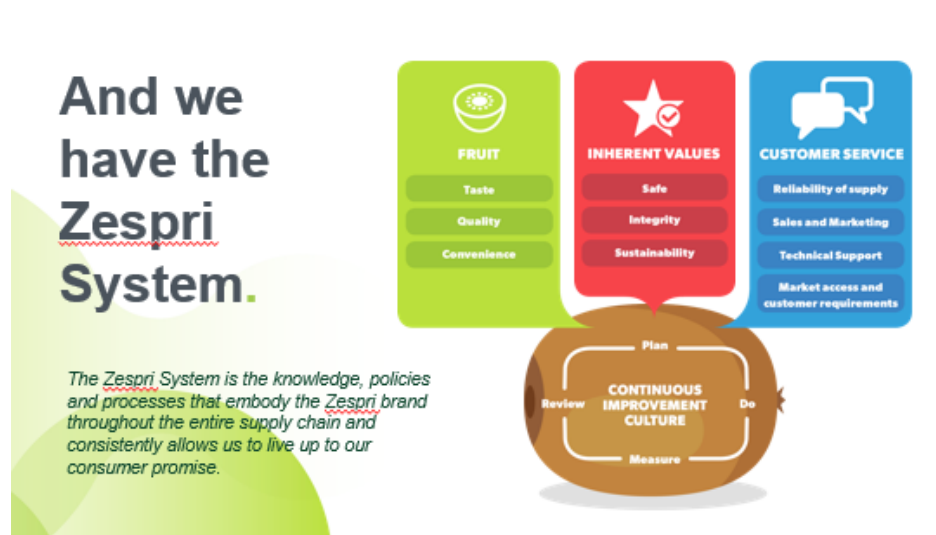 And we
have the
Zespri
System.
The Zespri System is the knowledge, policies
and processes that embody the Zespri brand
throughout the entire supply chain and
consistently allows us to live up to our
consumer promise.
FRUIT
Taste
Quality
Convenience
INHERENT VALUES
Safe
Integrity
Sustainability
CUSTOMER SERVICE
Reliability of supply
Sales and Marketing
Technical Support
Market access and
customer requirements
Plan
Review
CONTINUOUS
IMPROVEMENT
CULTURE
Do
Measure